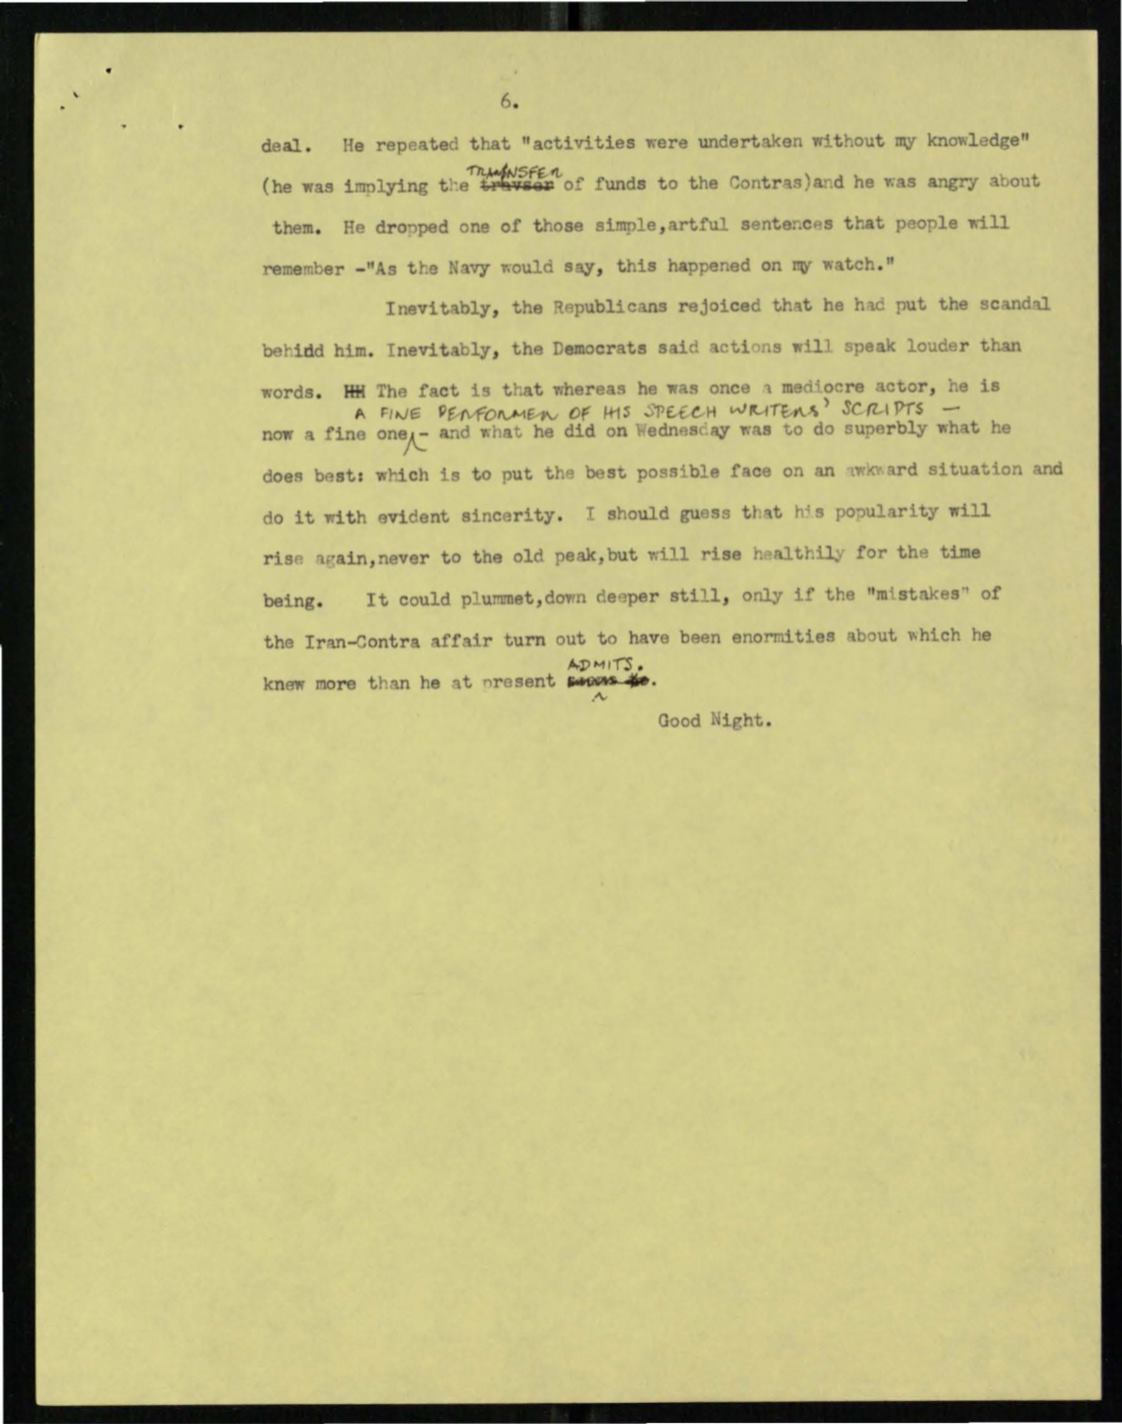 6.
deal. He repeated that "activities were undertaken without my knowledge"
TRANSFER
(he was implying the of funds to the Contras)and he was angry about
them. He dropped one of those simple,artful sentences that people will
remember -"As the Navy would say, this happened on my watch."
Inevitably, the Republicans rejoiced that he had put the scandal
behind him. Inevitably, the Democrats said actions will speak louder than
words. The fact is that whereas he was once a mediocre actor, he is
A FINE PERFORMER OF HIS SPEECH WRITERS' SCRIPTS —
now a fine one, - and what he did on Wednesday was to do superbly what he
does best: which is to put the best possible face on an awkward situation and
do it with evident sincerity. I should guess that his popularity will
rise again,never to the old peak,but will rise healthily for the time
being. It could plummet,down deeper still, only if the "mistakes" of
the Iran-Contra affair turn out to have been enormities about which he
ADMITS.
knew more than he at present .
Good Night.